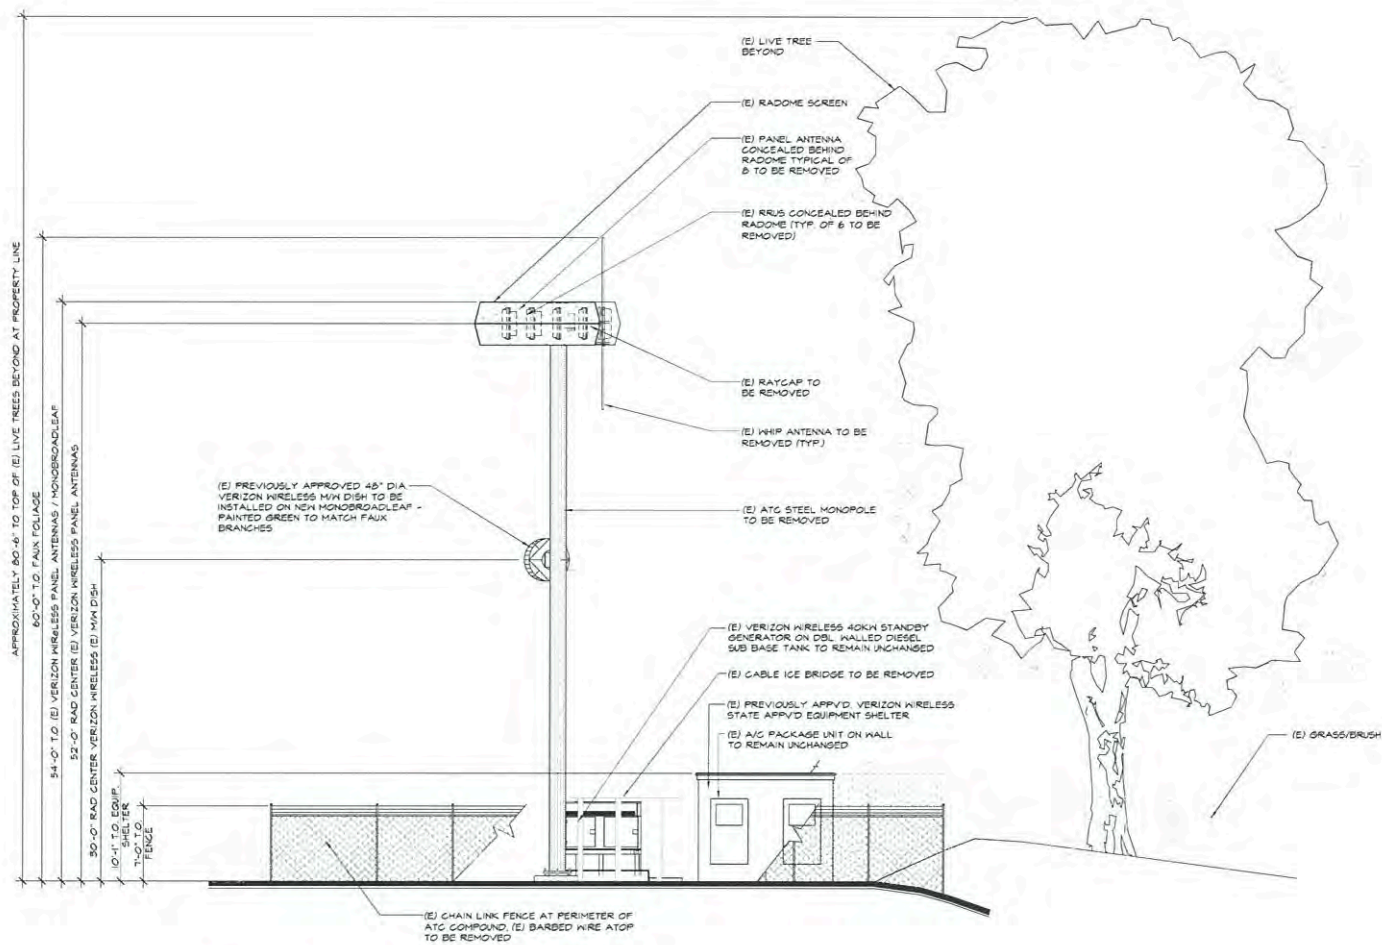 (E) LIVE TREE
BEYOND
(E) RADOME SCREEN
(E) PANEL ANTENNA
CONCEALED BEHIND
RADOME TYPICAL OF
8 TO BE REMOVED
(E) RRUS CONCEALED BEHIND
RADOME (TYP. OF 6 TO BE
REMOVED)
(E) RAYCAP TO
BE REMOVED
(E) WHIP ANTENNA TO BE
REMOVED (TYP.)
(E) PREVIOUSLY APPROVED 48" DIA
VERIZON WIRELESS M/W DISH TO BE
INSTALLED ON NEW MONOBROADLEAF -
PAINTED GREEN TO MATCH FAUX
BRANCHES
(E) ATC STEEL MONOPOLE
TO BE REMOVED
(E) VERIZON WIRELESS 40KW STANDBY
GENERATOR ON DBL. WALLED DIESEL
SUB BASE TANK TO REMAIN UNCHANGED
(E) CABLE ICE BRIDGE TO BE REMOVED
(E) PREVIOUSLY APPV'D. VERIZON WIRELESS
STATE APPV'D EQUIPMENT SHELTER
(E) A/C PACKAGE UNIT ON WALL
TO REMAIN UNCHANGED
(E) GRASS/BRUSH
(E) CHAIN LINK FENCE AT PERIMETER OF
ATC COMPOUND, (E) BARBED WIRE ATOP
TO BE REMOVED
APPROXIMATELY 80'-6" TO TOP OF (E) LIVE TREES BEYOND AT PROPERTY LINE
60'-0" T.O. FAUX FOLIAGE
54'-0" T.O. (E) VERIZON WIRELESS PANEL ANTENNAS / MONOBROADLEAF
52'-0" RAD CENTER (E) VERIZON WIRELESS PANEL ANTENNAS
30'-0" RAD CENTER VERIZON WIRELESS (E) M/W DISH
10'-1" T.O. EQUIP.
SHELTER
7'-0" T.O.
FENCE